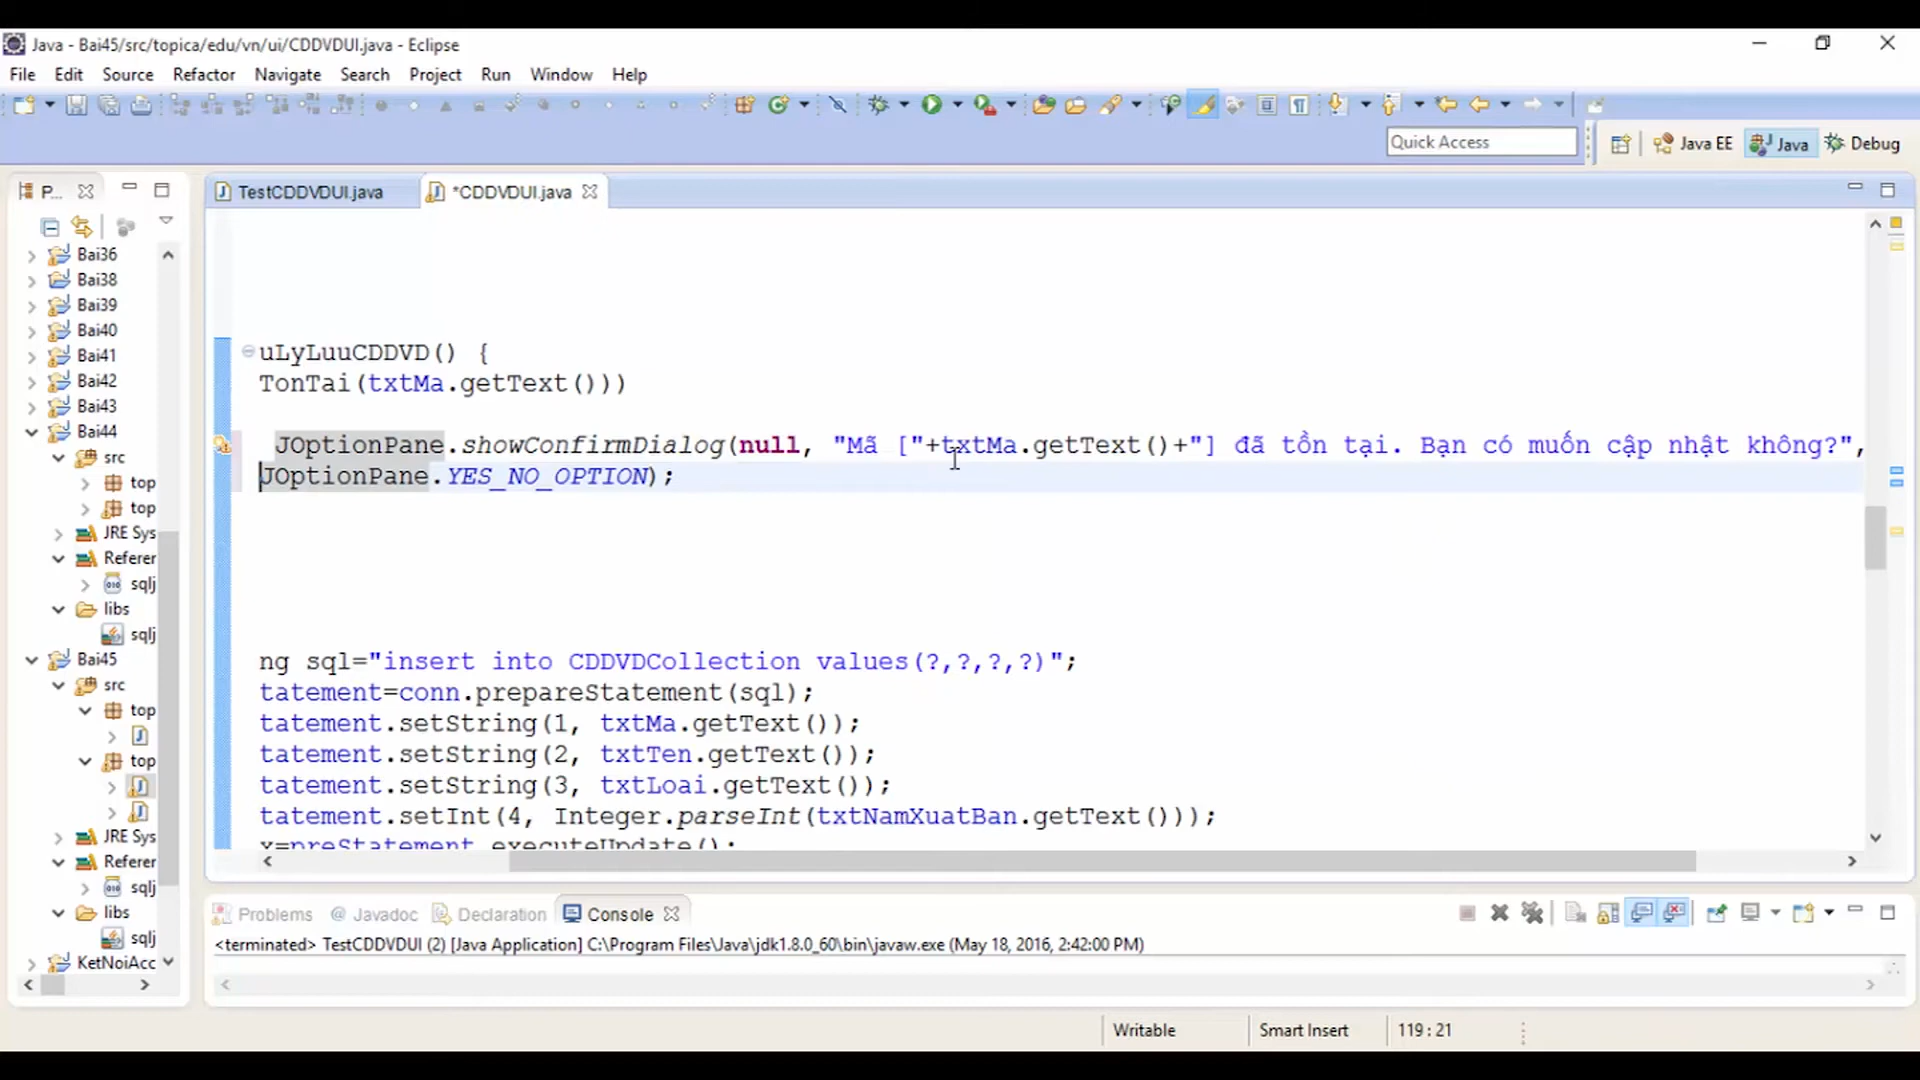 Java - Bai45/src/topica/edu/vn/ui/CDDVDUI.java - Eclipse
File Edit Source Refactor Navigate Search Project Run Window Help
Quick Access Java EE Java Debug
P...
TestCDDVDUI.java *CDDVDUI.java
Bai36
Bai38
Bai39
Bai40
Bai41
Bai42
Bai43
Bai44
src
top
top
JRE Sys
Referer
sqlj
libs
sqlj
Bai45
src
top
top
JRE Sys
Referer
sqlj
libs
sqlj
KetNoiAcc
uLyLuuCDDVD() {
TonTai(txtMa.getText()))
JOptionPane.showConfirmDialog(null, "Mã ["+txtMa.getText()+"] đã tồn tại. Bạn có muốn cập nhật không?",
JOptionPane.YES_NO_OPTION);
ng sql="insert into CDDVDCollection values(?,?,?,?)";
tatement=conn.prepareStatement(sql);
tatement.setString(1, txtMa.getText());
tatement.setString(2, txtTen.getText());
tatement.setString(3, txtLoai.getText());
tatement.setInt(4, Integer.parseInt(txtNamXuatBan.getText()));
x=preStatement.executeUpdate();
Problems @ Javadoc Declaration Console
<terminated> TestCDDVDUI (2) [Java Application] C:\Program Files\Java\jdk1.8.0_60\bin\javaw.exe (May 18, 2016, 2:42:00 PM)
Writable Smart Insert 119 : 21